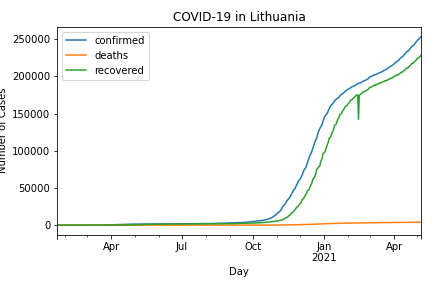 COVID-19 in Lithuania
confirmed
deaths
recovered
Number of Cases
250000
200000
150000
100000
50000
0
Apr
Jul
Oct
Jan
2021
Apr
Day